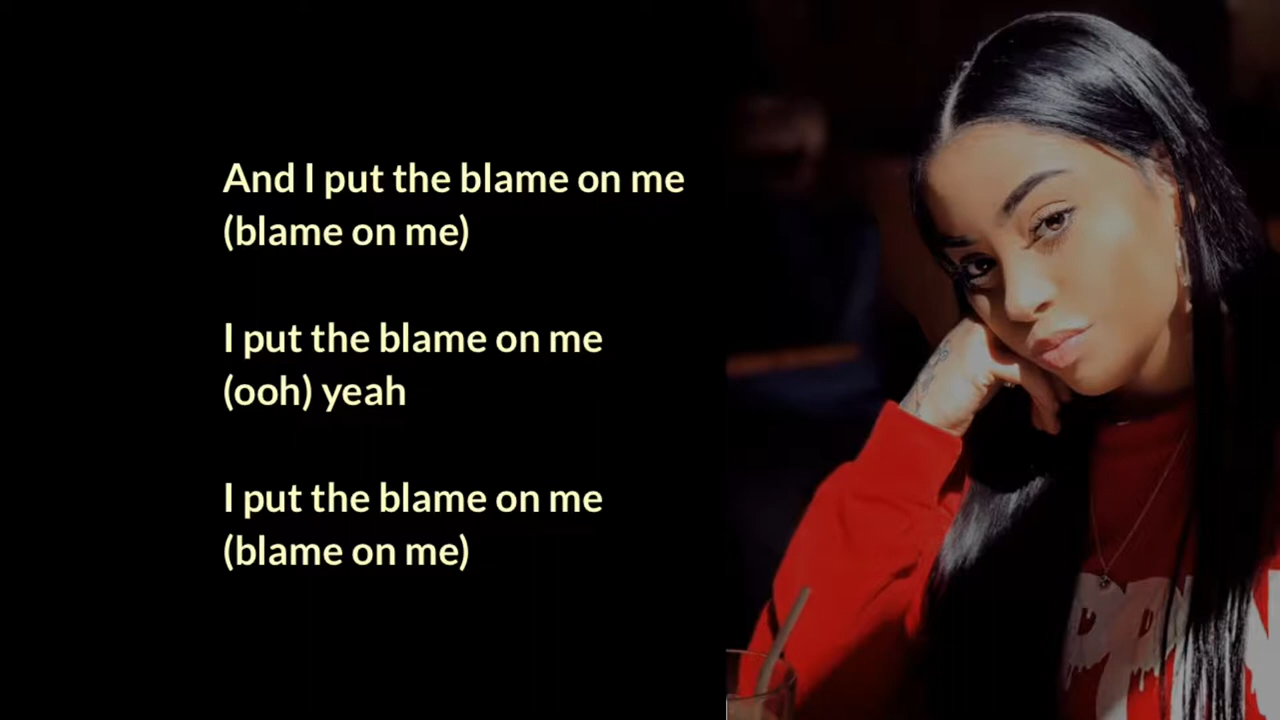 And I put the blame on me
(blame on me)
I put the blame on me
(ooh) yeah
I put the blame on me
(blame on me)